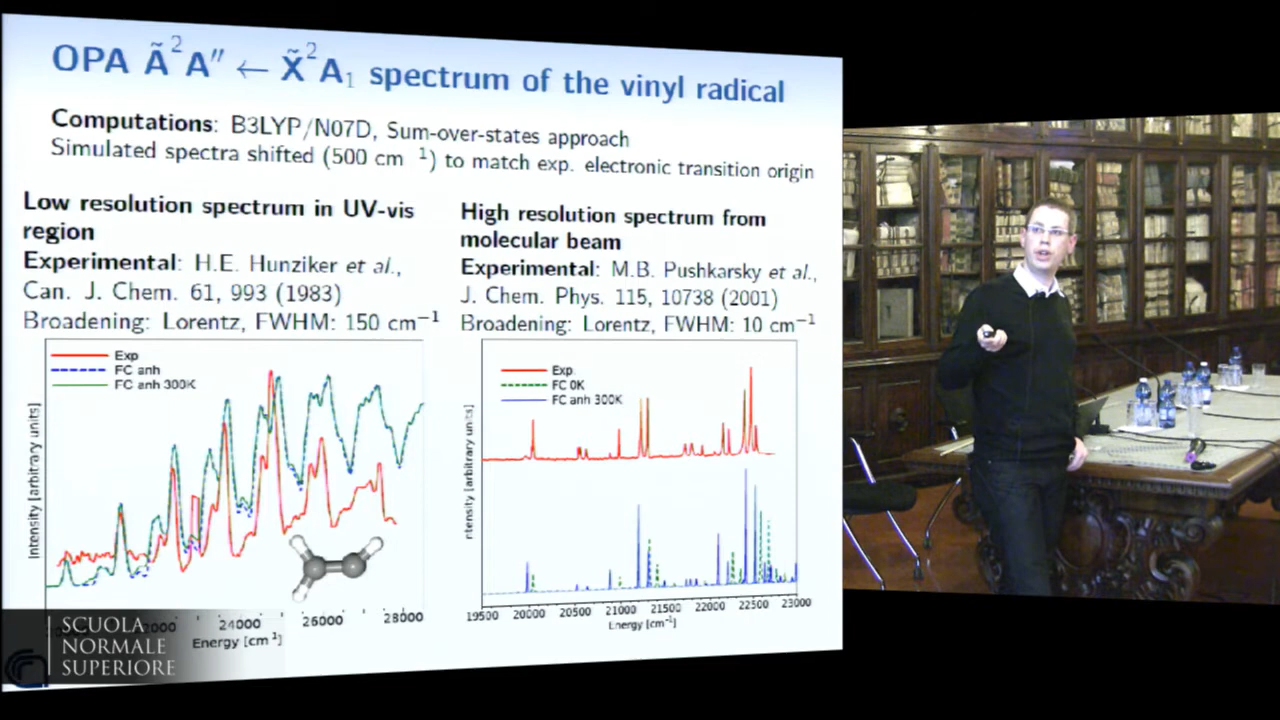 OPA Ã²A″ ← X̃²A₁ spectrum of the vinyl radical
Computations: B3LYP/N07D, Sum-over-states approach
Simulated spectra shifted (500 cm ¹) to match exp. electronic transition origin
Low resolution spectrum in UV-vis
region
Experimental: H.E. Hunziker et al.,
Can. J. Chem. 61, 993 (1983)
Broadening: Lorentz, FWHM: 150 cm⁻¹
Exp
FC anh
FC anh 300K
Intensity [arbitrary units]
24000
26000
28000
Energy [cm⁻¹]
High resolution spectrum from
molecular beam
Experimental: M.B. Pushkarsky et al.,
J. Chem. Phys. 115, 10738 (2001)
Broadening: Lorentz, FWHM: 10 cm⁻¹
Exp
FC 0K
FC anh 300K
ntensity [arbitrary units]
19500 20000 20500 21000 21500 22000 22500 23000
Energy [cm⁻¹]
SCUOLA
NORMALE
SUPERIORE